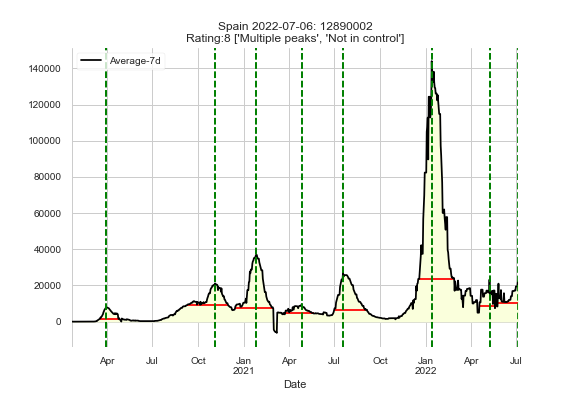 Spain 2022-07-06: 12890002
Rating:8 ['Multiple peaks', 'Not in control']
Average-7d
140000
120000
100000
80000
60000
40000
20000
0
Apr Jul Oct Jan Apr Jul Oct Jan Apr Jul
2021 2022
Date